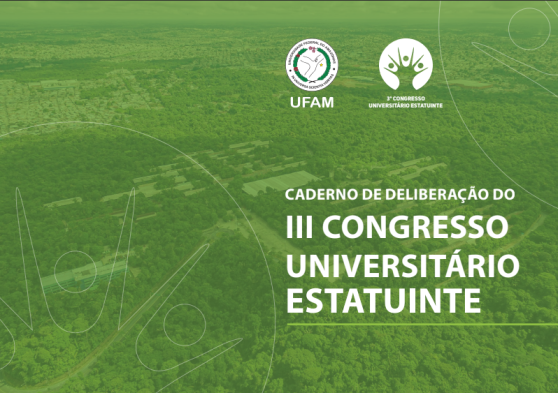 UFAM
3º CONGRESSO
UNIVERSITÁRIO ESTATUINTE
CADERNO DE DELIBERAÇÃO DO
III CONGRESSO
UNIVERSITÁRIO
ESTATUINTE